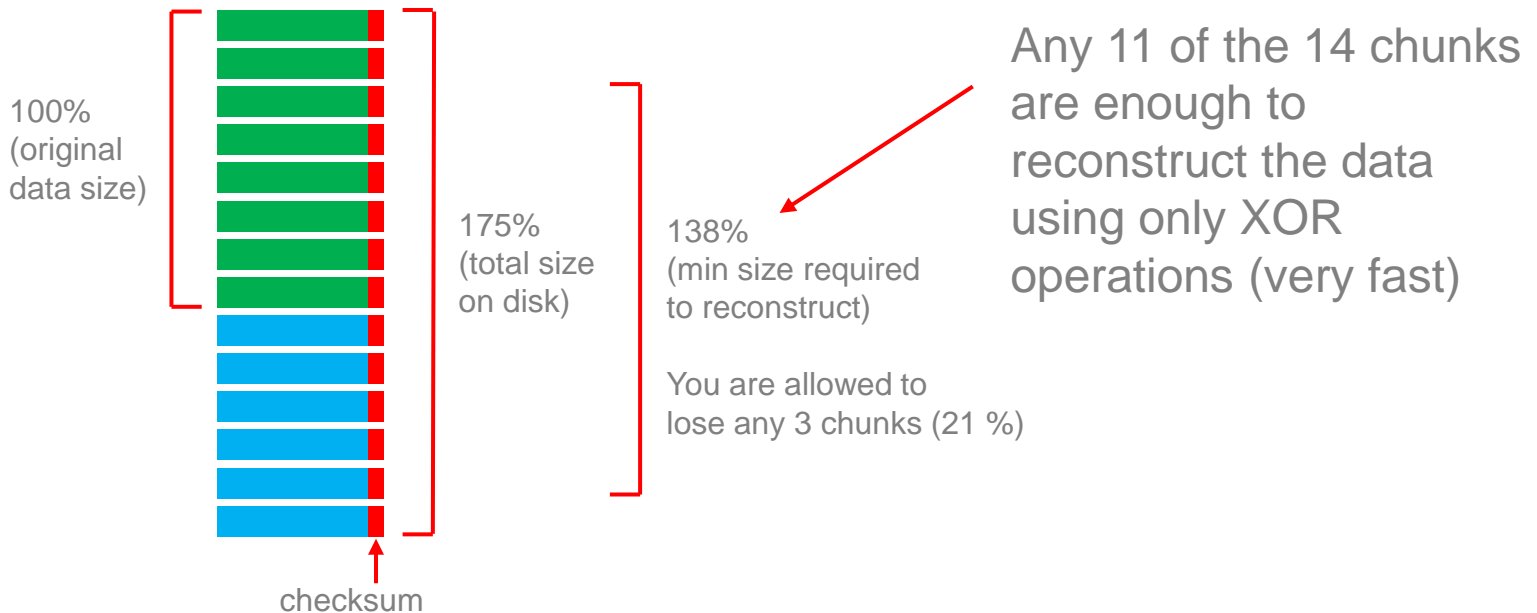 100%
(original
data size)
175%
(total size
on disk)
138%
(min size required
to reconstruct)
You are allowed to
lose any 3 chunks (21 %)
Any 11 of the 14 chunks
are enough to
reconstruct the data
using only XOR
operations (very fast)
checksum